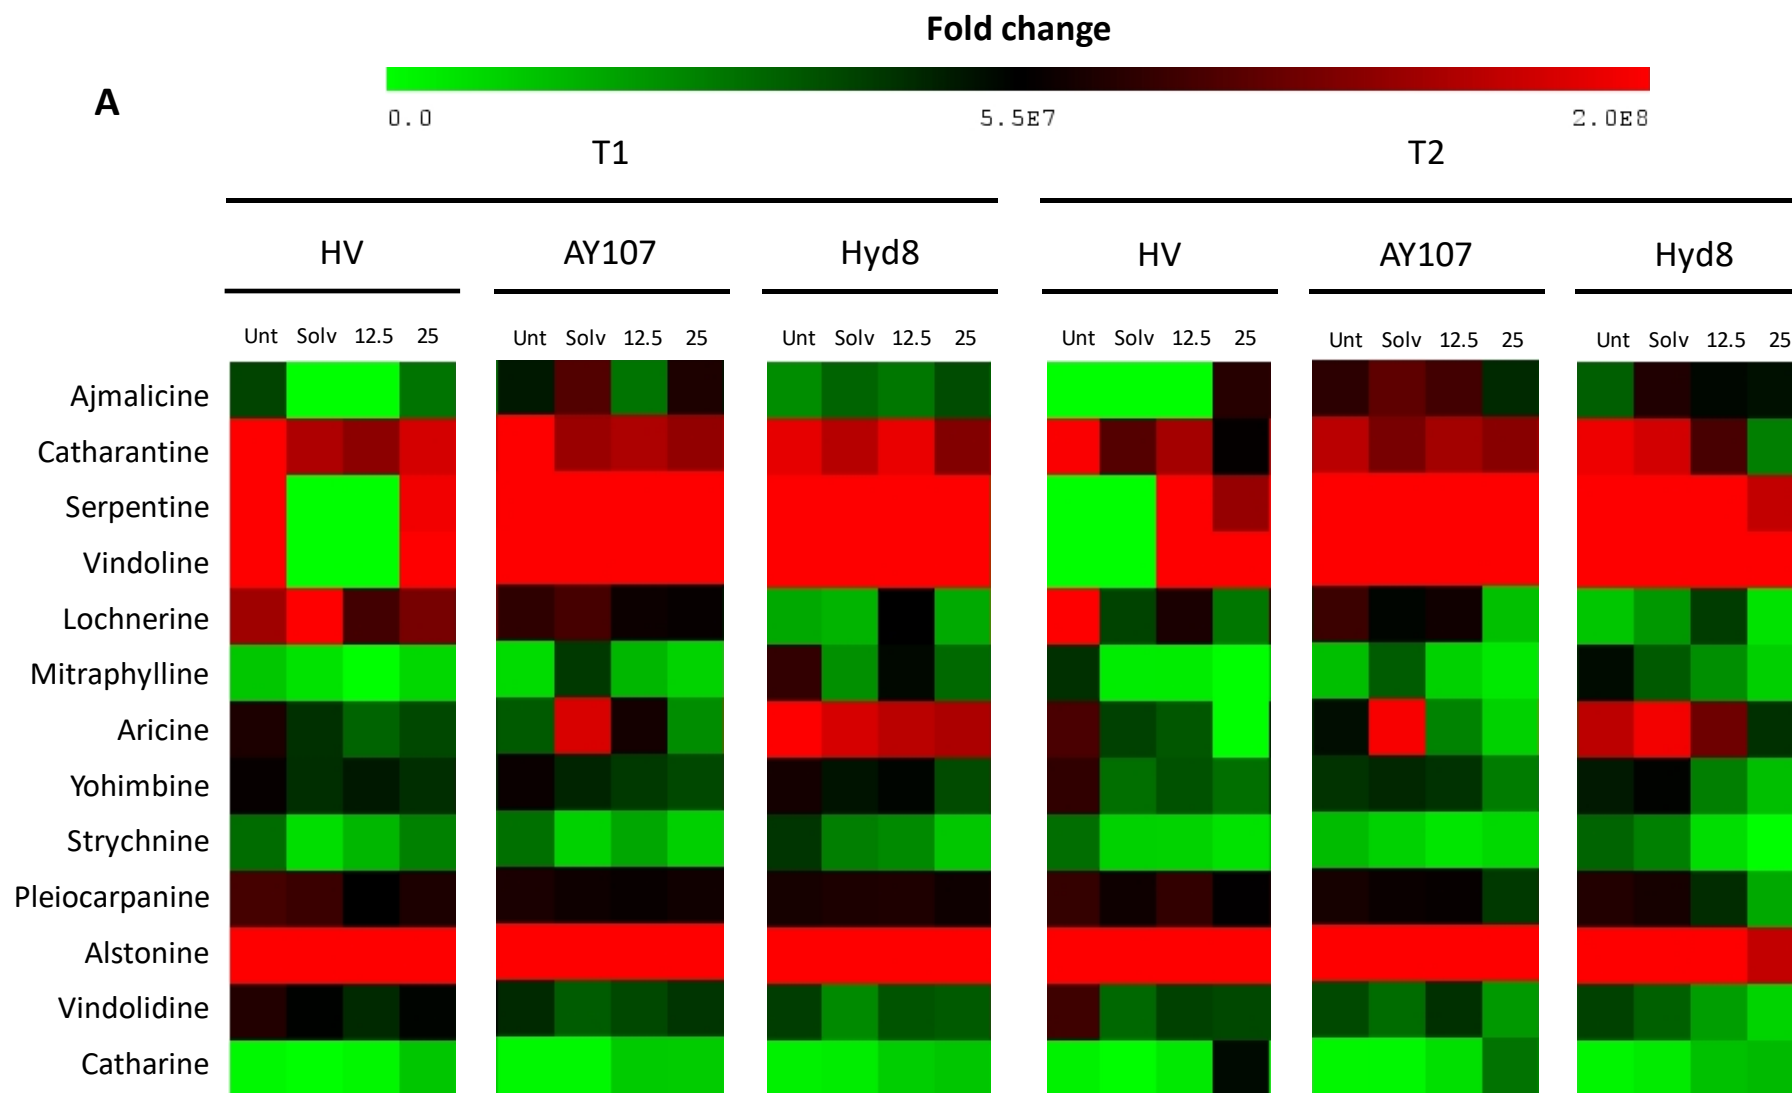 Fold change
A
0.0 5.5E7 2.0E8
T1 T2
HV AY107 Hyd8 HV AY107 Hyd8
Unt Solv 12.5 25 Unt Solv 12.5 25 Unt Solv 12.5 25 Unt Solv 12.5 25 Unt Solv 12.5 25 Unt Solv 12.5 25
Ajmalicine
Catharantine
Serpentine
Vindoline
Lochnerine
Mitraphylline
Aricine
Yohimbine
Strychnine
Pleiocarpanine
Alstonine
Vindolidine
Catharine